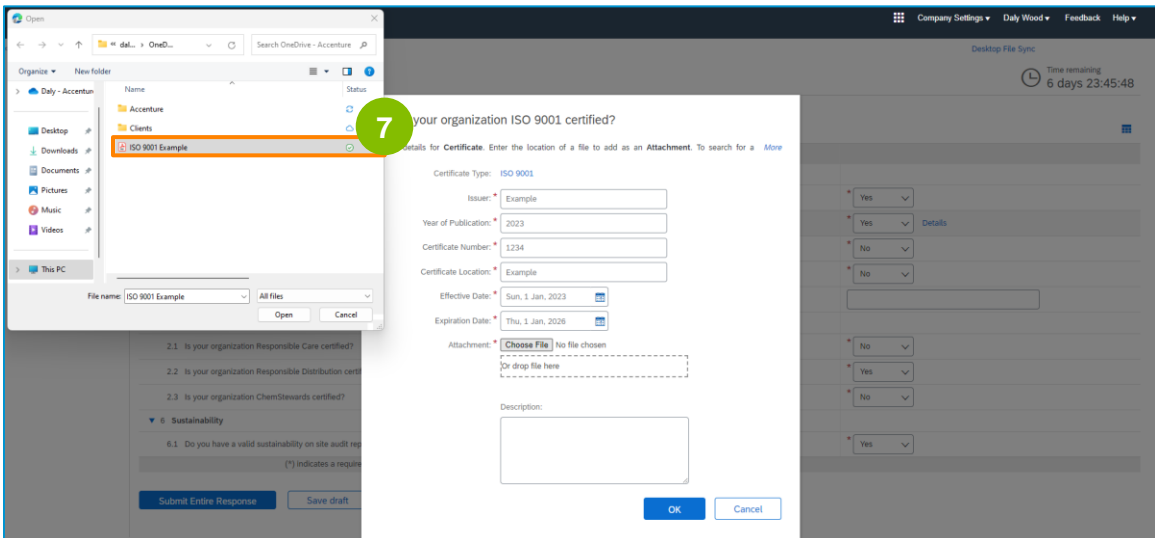 Open
Company Settings ▾ Daly Wood ▾ Feedback Help ▾
« dal... › OneD...
Search OneDrive - Accenture
Desktop File Sync
Organize ▾ New folder
Time remaining
6 days 23:45:48
Daly - Accenture
Name Status
Accenture
Desktop
Clients
Downloads
ISO 9001 Example
7
Documents
Pictures
Music
Videos
This PC
File name: ISO 9001 Example All files
Open Cancel
your organization ISO 9001 certified?
details for Certificate. Enter the location of a file to add as an Attachment. To search for a More
Certificate Type: ISO 9001
Issuer: * Example
Year of Publication: * 2023
Certificate Number: * 1234
Certificate Location: * Example
Effective Date: * Sun, 1 Jan, 2023
Expiration Date: * Thu, 1 Jan, 2026
Attachment: * Choose File No file chosen
Or drop file here
Description:
OK Cancel
* Yes
* Yes Details
* No
* No
2.1 Is your organization Responsible Care certified? * No
2.2 Is your organization Responsible Distribution certif * Yes
2.3 Is your organization ChemStewards certified? * No
▼ 6 Sustainability
6.1 Do you have a valid sustainability on site audit rep * Yes
(*) indicates a require
Submit Entire Response Save draft